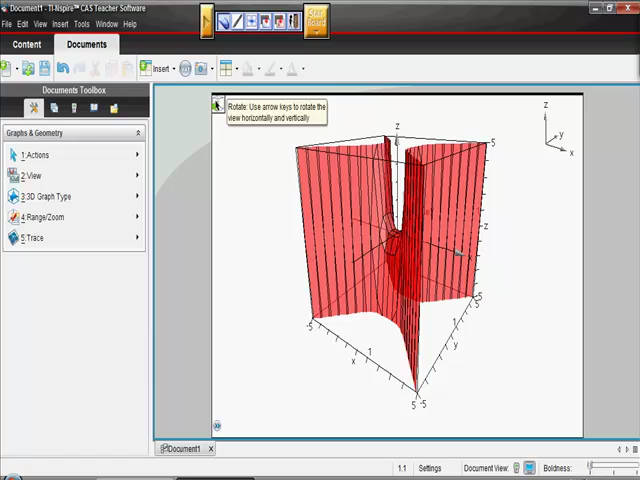 Document1* - TI-Nspire™ CAS Teacher Software
File Edit View Insert Tools Window Help
Star
Board
Content Documents
Insert
Documents Toolbox
Graphs & Geometry
1:Actions
2:View
3:3D Graph Type
4:Range/Zoom
5:Trace
Rotate: Use arrow keys to rotate the
view horizontally and vertically
z
y
x
z
5
z
x
-5
-5
5
1
1
x
y
5
-5
Document1
1.1 Settings Document View: Boldness: